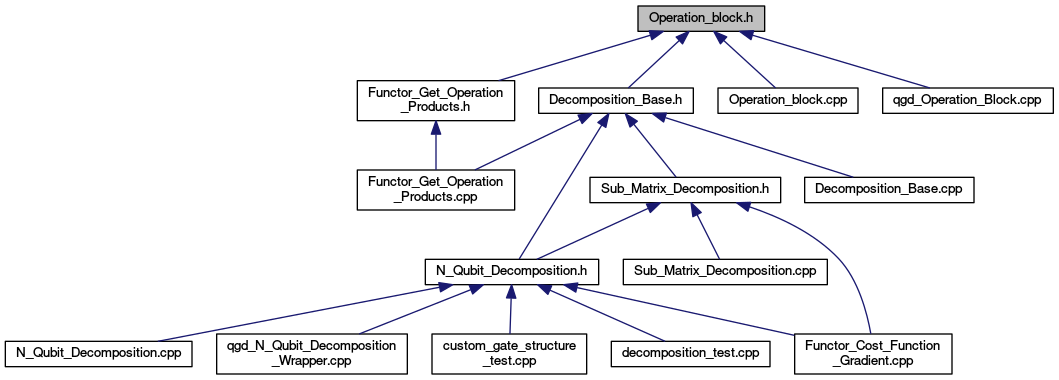 Operation_block.h
Functor_Get_Operation
_Products.h
Decomposition_Base.h
Operation_block.cpp
qgd_Operation_Block.cpp
Functor_Get_Operation
_Products.cpp
Sub_Matrix_Decomposition.h
Decomposition_Base.cpp
N_Qubit_Decomposition.h
Sub_Matrix_Decomposition.cpp
N_Qubit_Decomposition.cpp
qgd_N_Qubit_Decomposition
_Wrapper.cpp
custom_gate_structure
_test.cpp
decomposition_test.cpp
Functor_Cost_Function
_Gradient.cpp